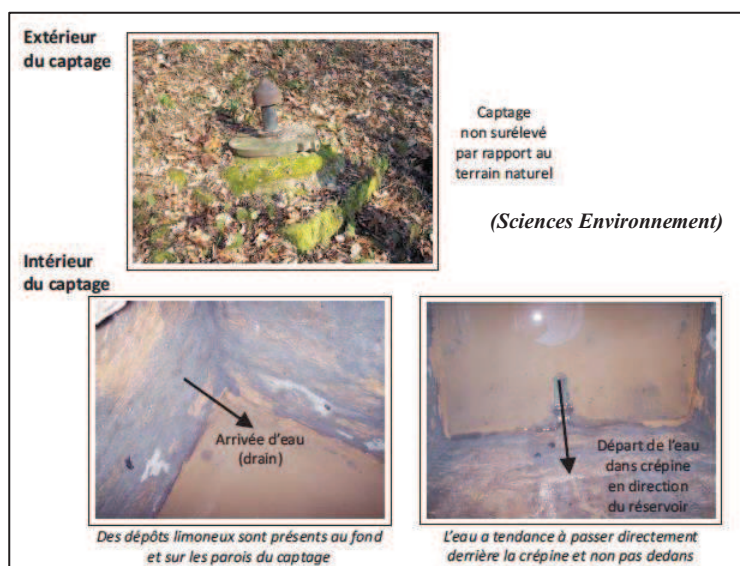 Extérieur
du captage
Captage
non surélevé
par rapport au
terrain naturel
(Sciences Environnement)
Intérieur
du captage
Arrivée d'eau
(drain)
Départ de l'eau
dans crépine
en direction
du réservoir
Des dépôts limoneux sont présents au fond
et sur les parois du captage
L'eau a tendance à passer directement
derrière la crépine et non pas dedans